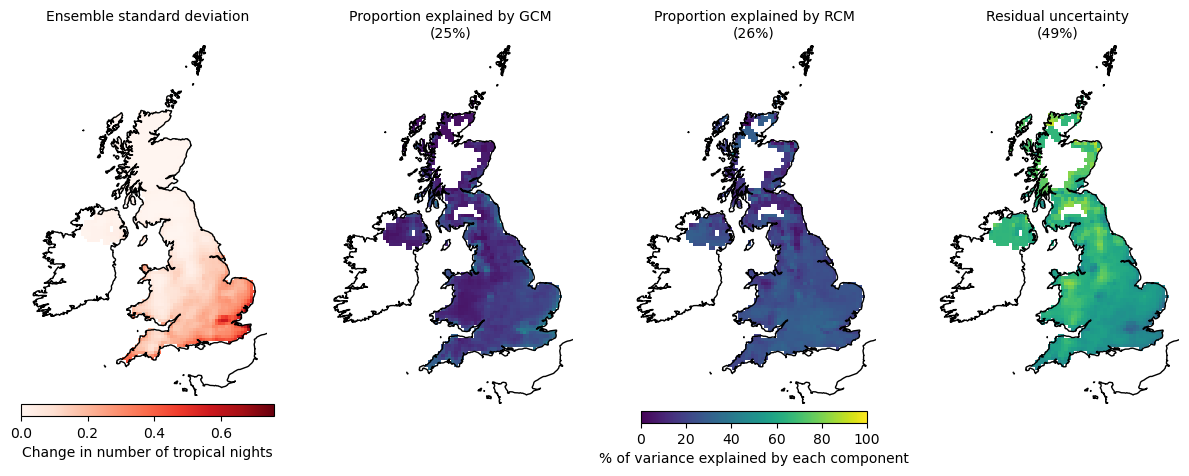 Ensemble standard deviation
Proportion explained by GCM
(25%)
Proportion explained by RCM
(26%)
Residual uncertainty
(49%)
0.0 0.2 0.4 0.6
Change in number of tropical nights
0 20 40 60 80 100
% of variance explained by each component